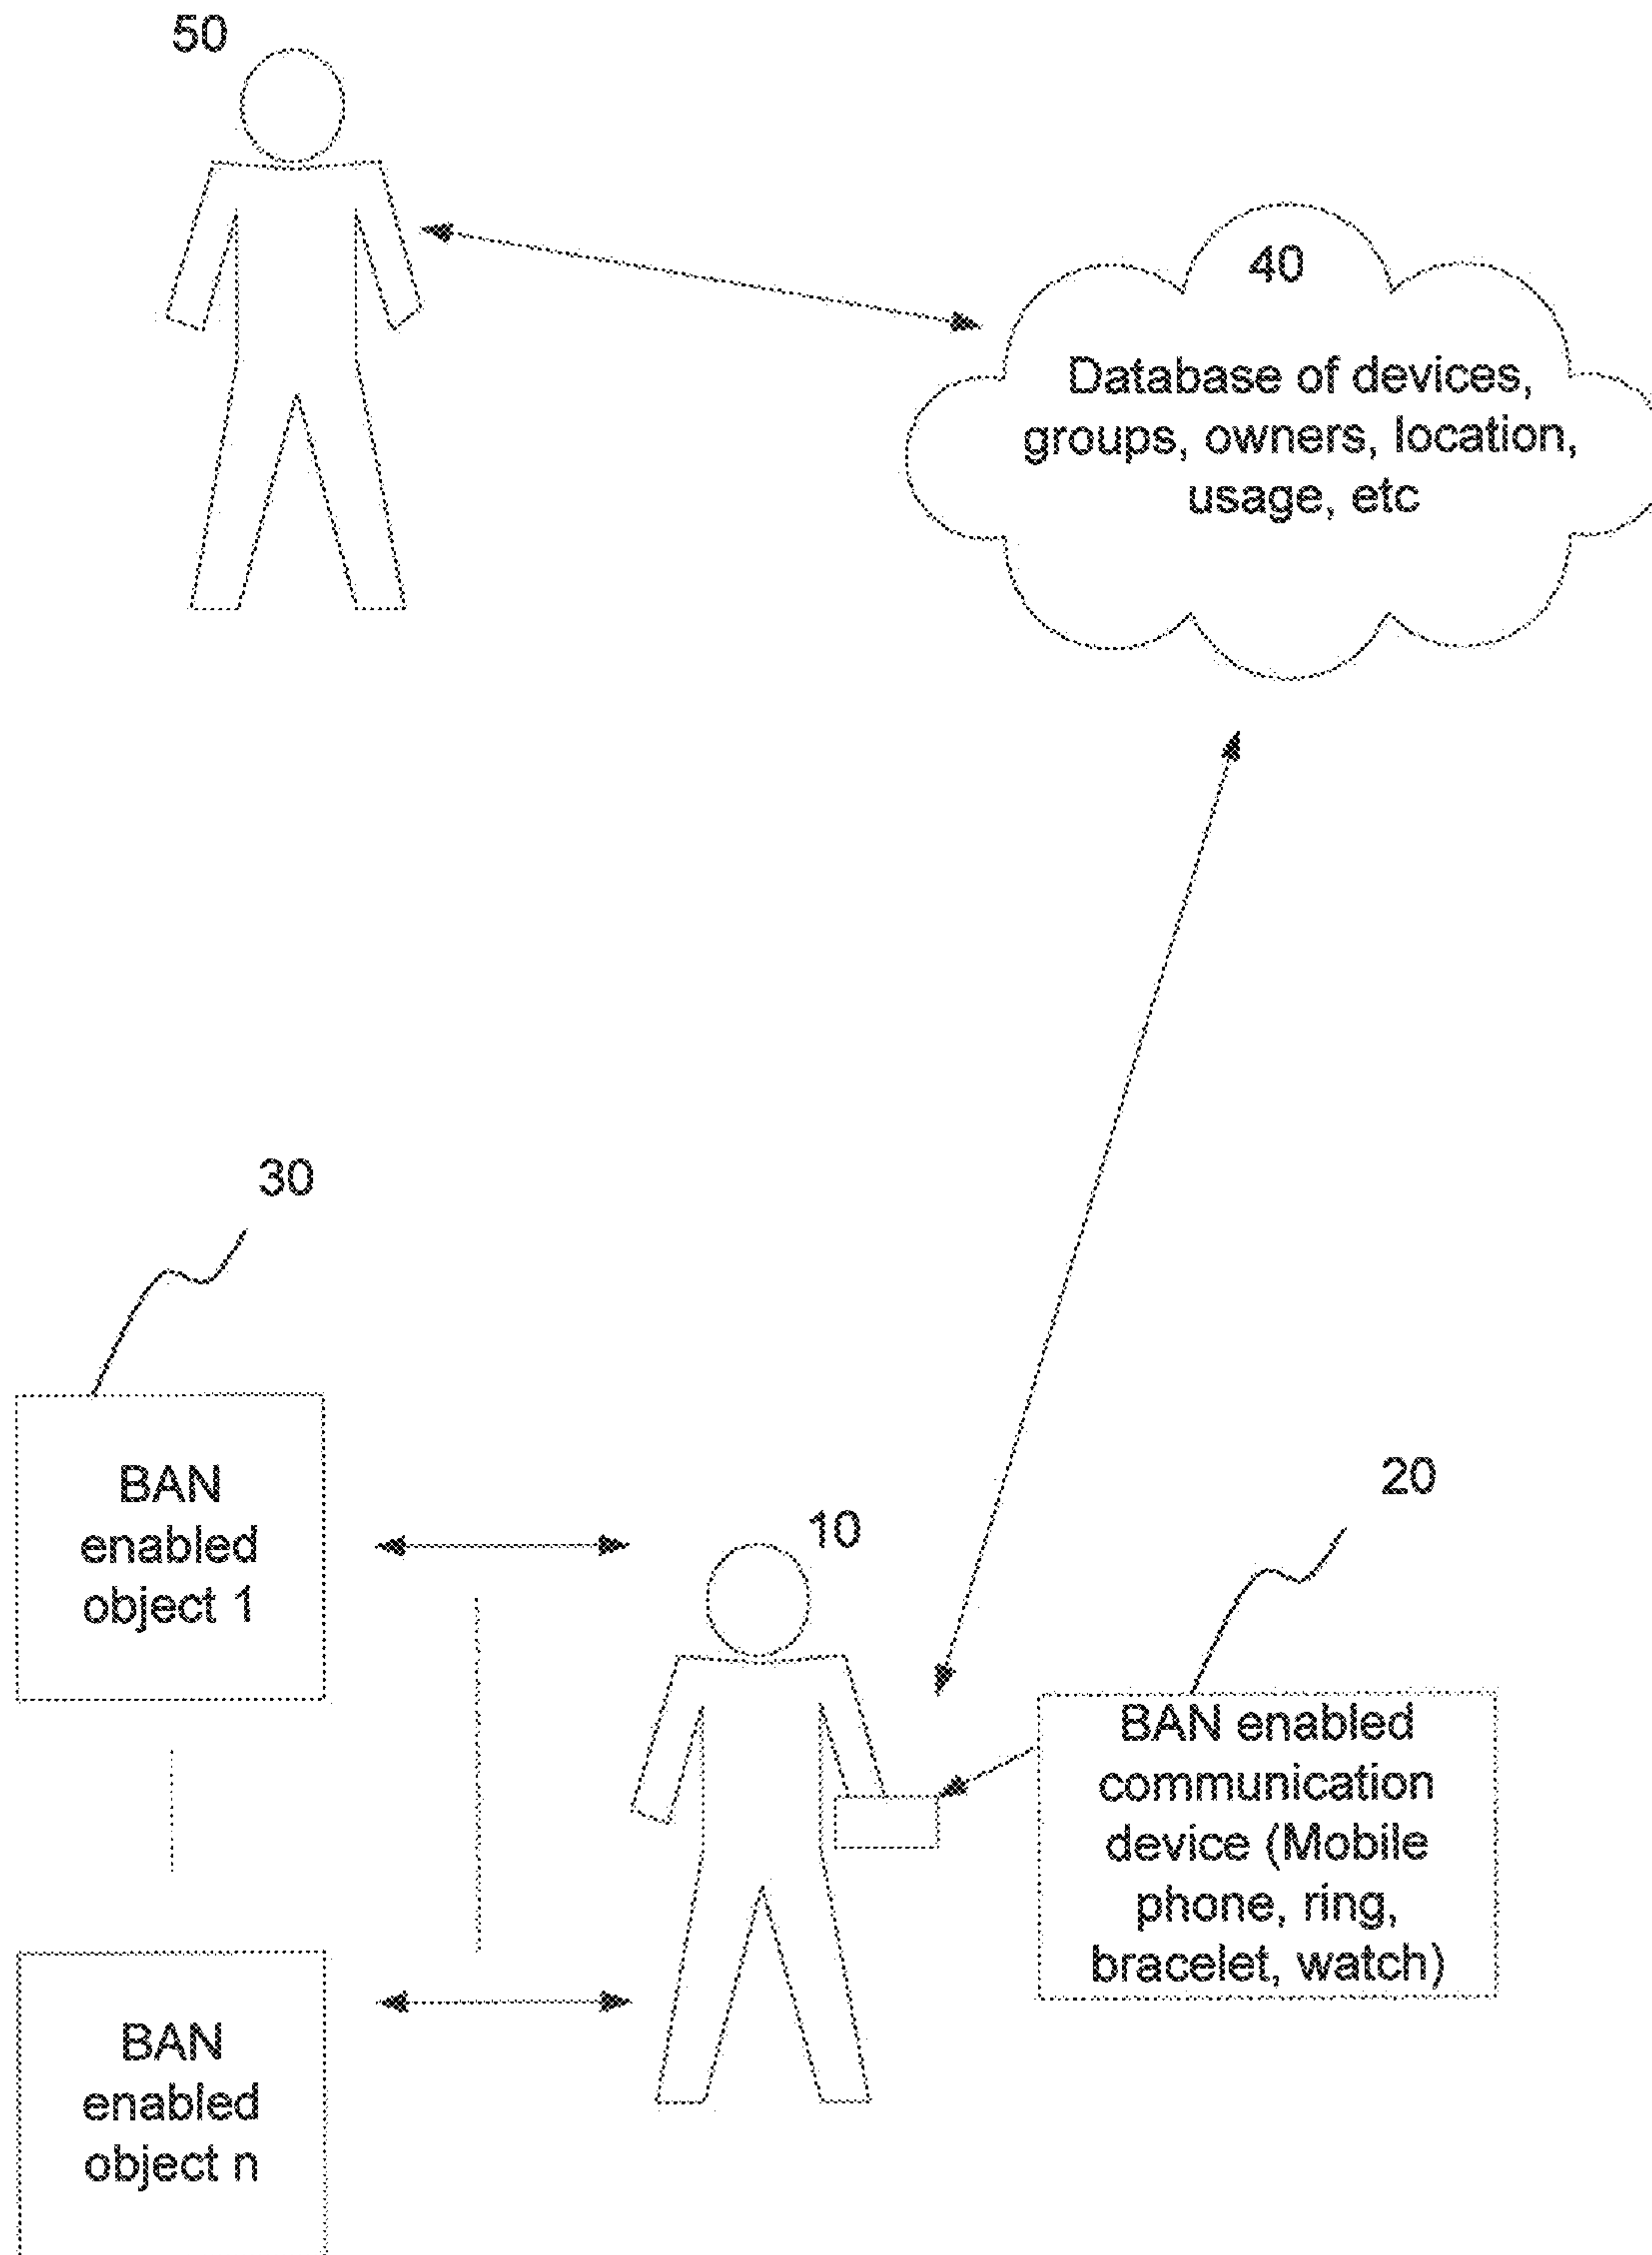 50
40
Database of devices,
groups, owners, location,
usage, etc
30
BAN
enabled
object 1
10
20
BAN enabled
communication
device (Mobile
phone, ring,
bracelet, watch)
BAN
enabled
object n